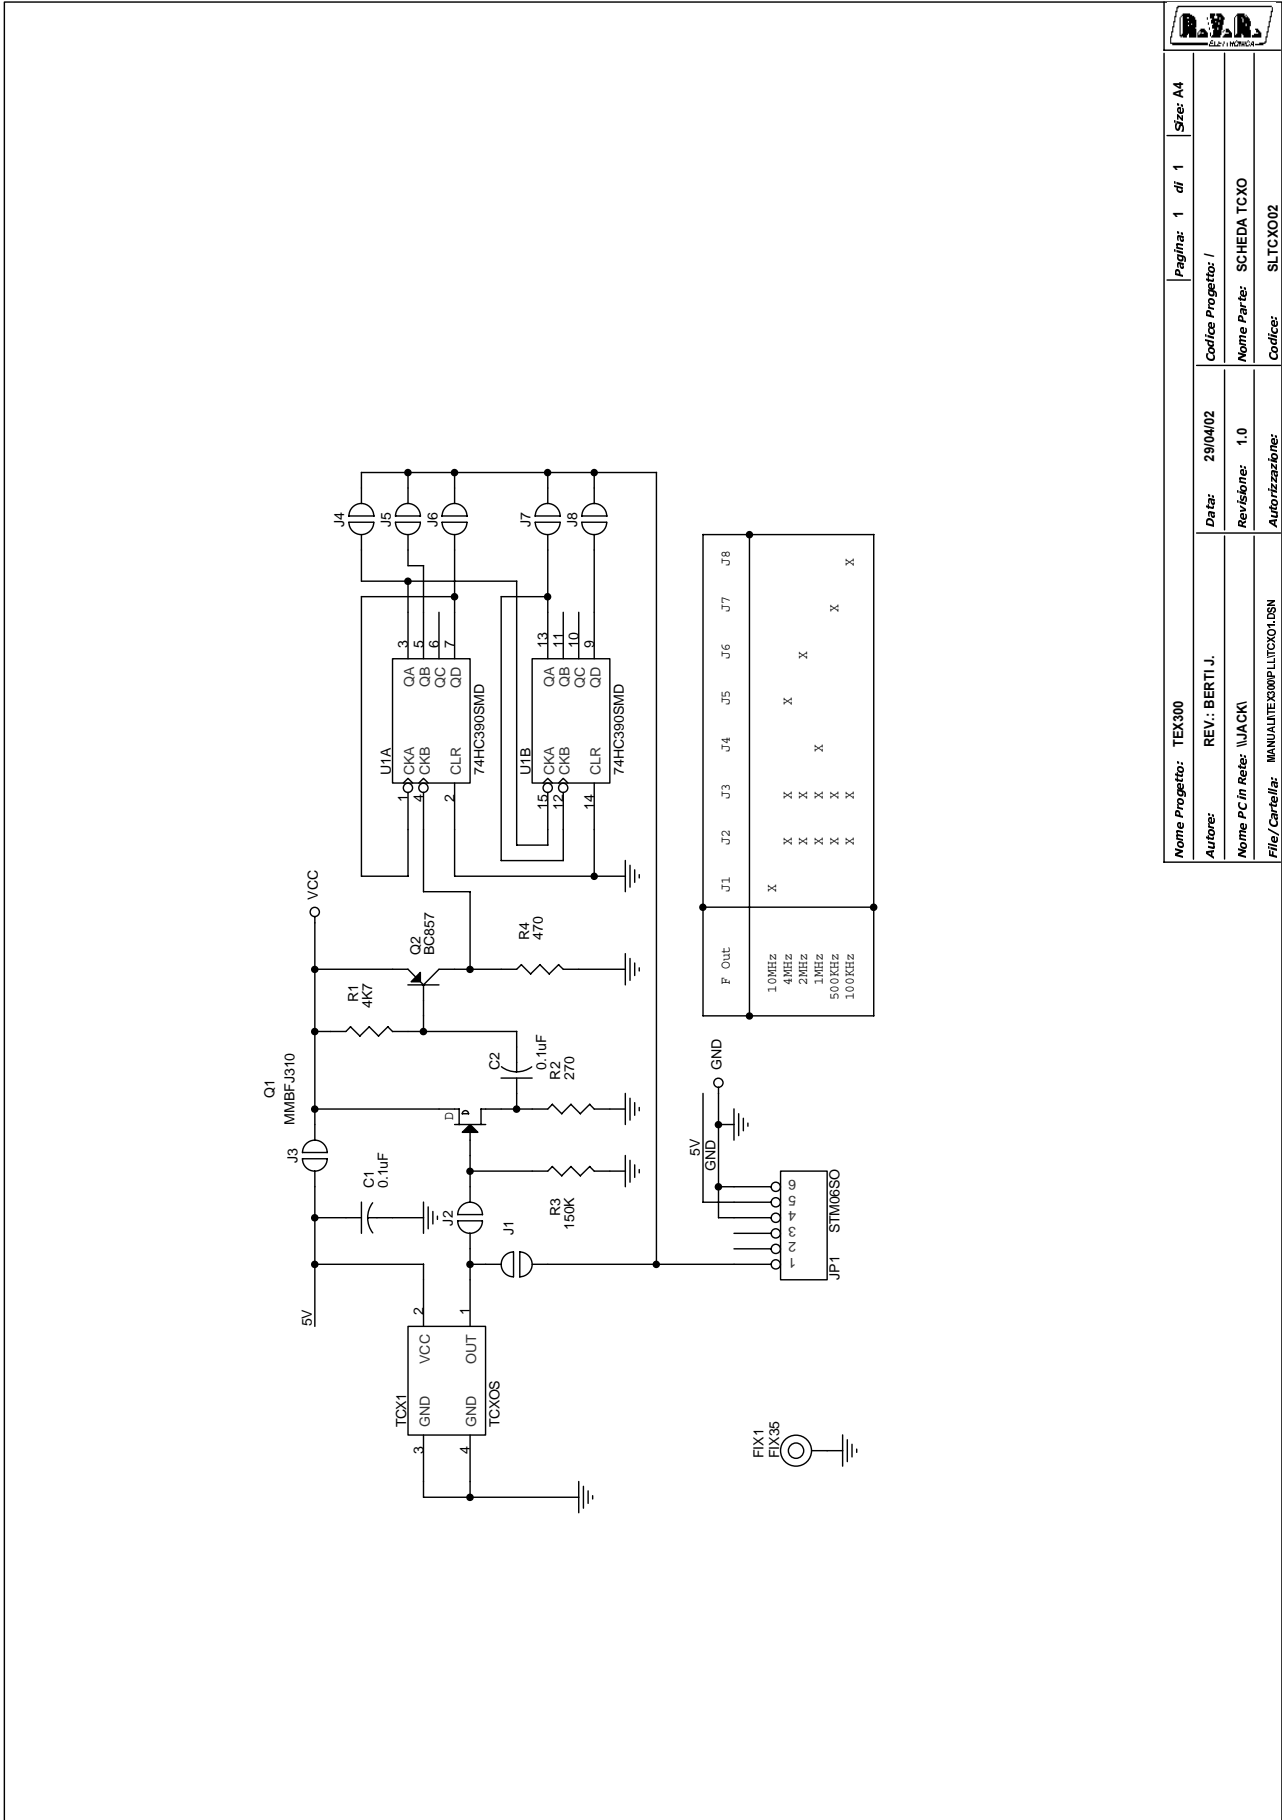 Q1
MMBFJ310
5V
J3
VCC
C1
0.1uF
R1
4K7
Q2
BC857
J4
J5
J6
J7
J8
TCX1
3
GND
VCC
2
4
GND
OUT
1
TCXOS
J2
J1
R3
150K
D
C2
0.1uF
R2
270
R4
470
U1A
1
CKA
QA
3
4
CKB
QB
5
QC
6
2
CLR
QD
7
74HC390SMD
U1B
15
CKA
QA
13
12
CKB
QB
11
QC
10
14
CLR
QD
9
74HC390SMD
5V
GND
GND
1 2 3 4 5 6
JP1
STM06SO
FIX1
FIX35
F Out J1 J2 J3 J4 J5 J6 J7 J8
10MHz X
4MHz X X X
2MHz X X X
1MHz X X X
500KHz X X X
100KHz X X X
Nome Progetto: TEX300
Pagina: 1 di 1
Size: A4
R.V.R.
ELETTRONICA
Autore: REV.: BERTI J.
Data: 29/04/02
Codice Progetto: /
Nome PC in Rete: \\JACK\
Revisione: 1.0
Nome Parte: SCHEDA TCXO
File/Cartella: MANUALI\TEX300\PLL\TCXO1.DSN
Autorizzazione:
Codice: SLTCXO02